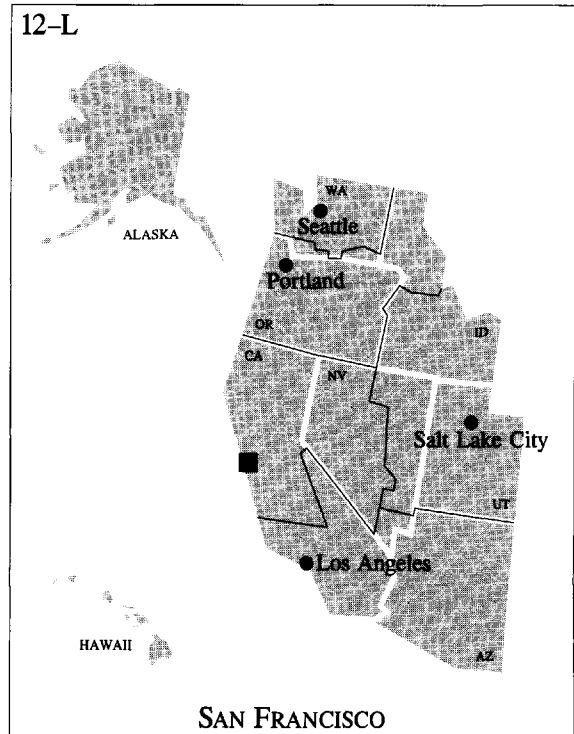 12–L
WA
Seattle
ALASKA
Portland
OR
CA
ID
NV
Salt Lake City
UT
Los Angeles
HAWAII
AZ
SAN FRANCISCO